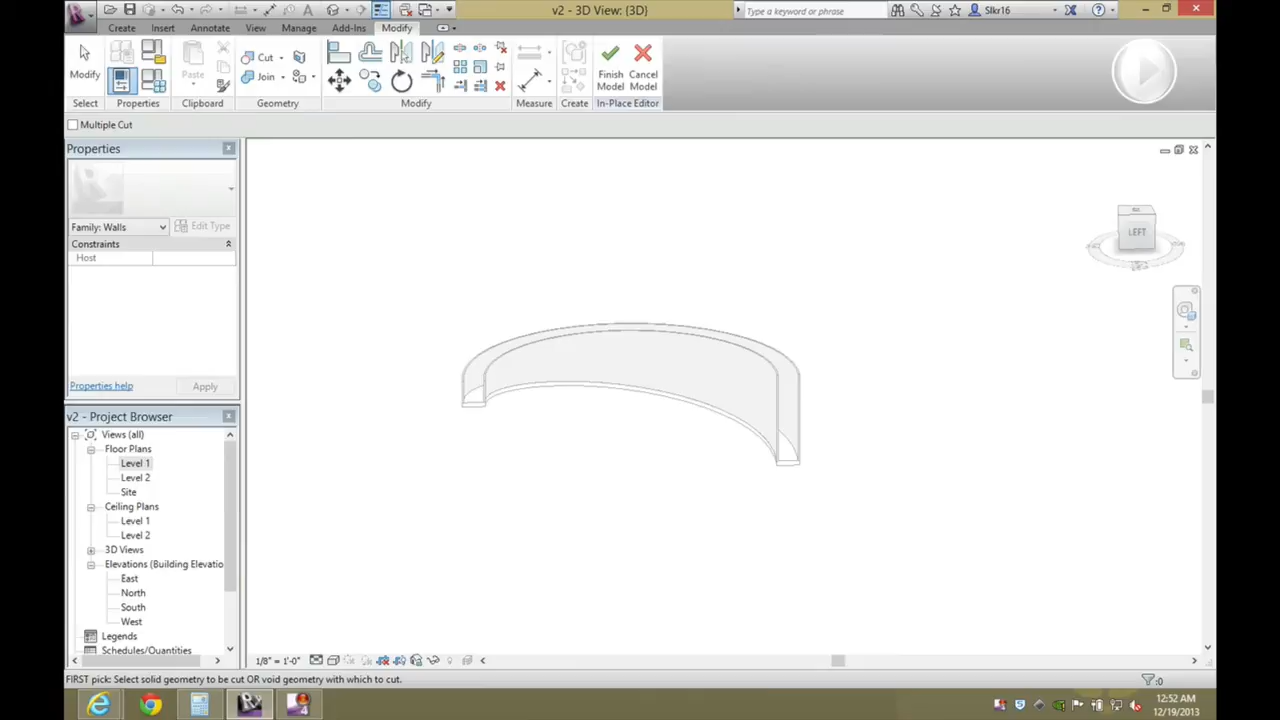 v2 - 3D View: {3D}
Type a keyword or phrase
Slkr16
Create
Insert
Annotate
View
Manage
Add-Ins
Modify
Modify
Paste
Cut
Join
Finish
Model
Cancel
Model
Select
Properties
Clipboard
Geometry
Modify
Measure
Create
In-Place Editor
Multiple Cut
Properties
Family: Walls
Edit Type
Constraints
Host
Properties help
Apply
v2 - Project Browser
Views (all)
Floor Plans
Level 1
Level 2
Site
Ceiling Plans
Level 1
Level 2
3D Views
Elevations (Building Elevatio
East
North
South
West
Legends
Schedules/Quantities
LEFT
1/8" = 1'-0"
FIRST pick: Select solid geometry to be cut OR void geometry with which to cut.
:0
12:52 AM
12/19/2013